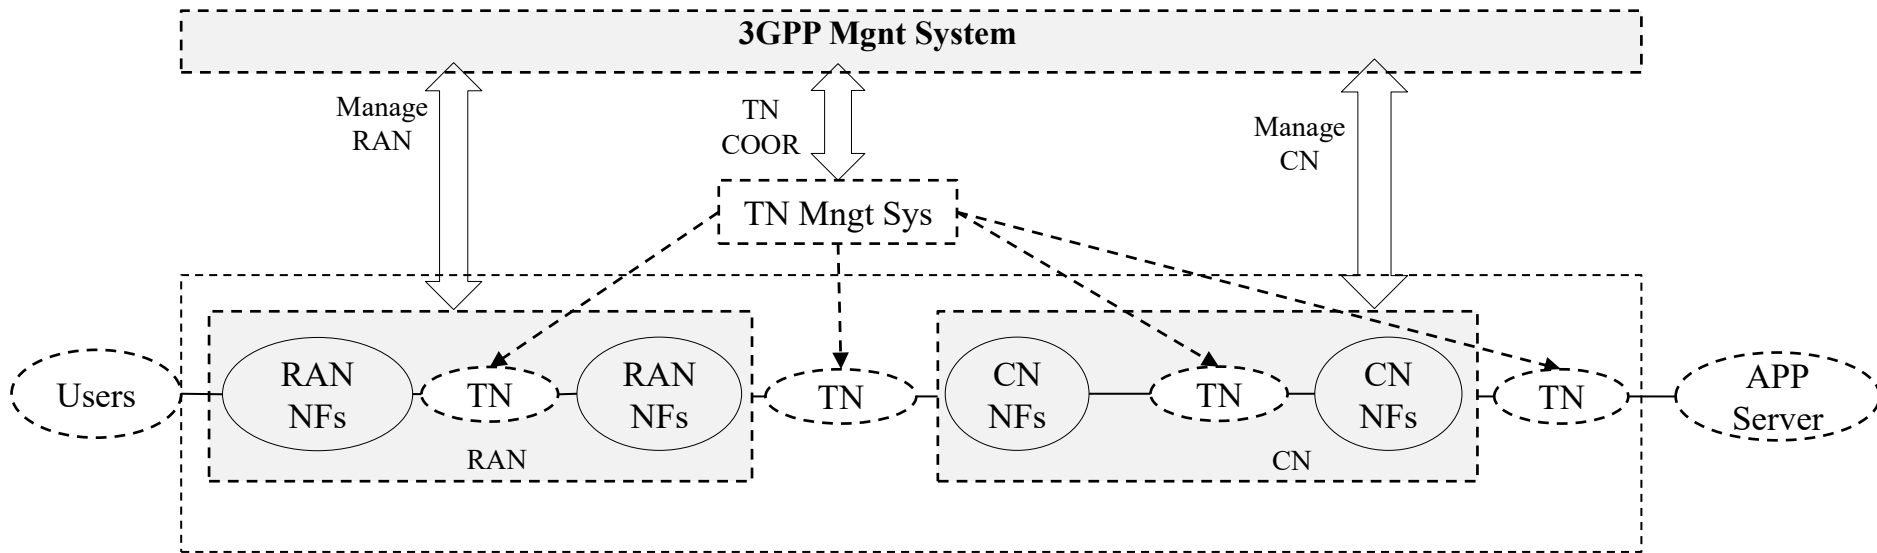 3GPP Mgnt System
Manage
RAN
TN
COOR
Manage
CN
TN Mngt Sys
Users
RAN
NFs
TN
RAN
NFs
TN
CN
NFs
TN
CN
NFs
TN
APP
Server
RAN
CN